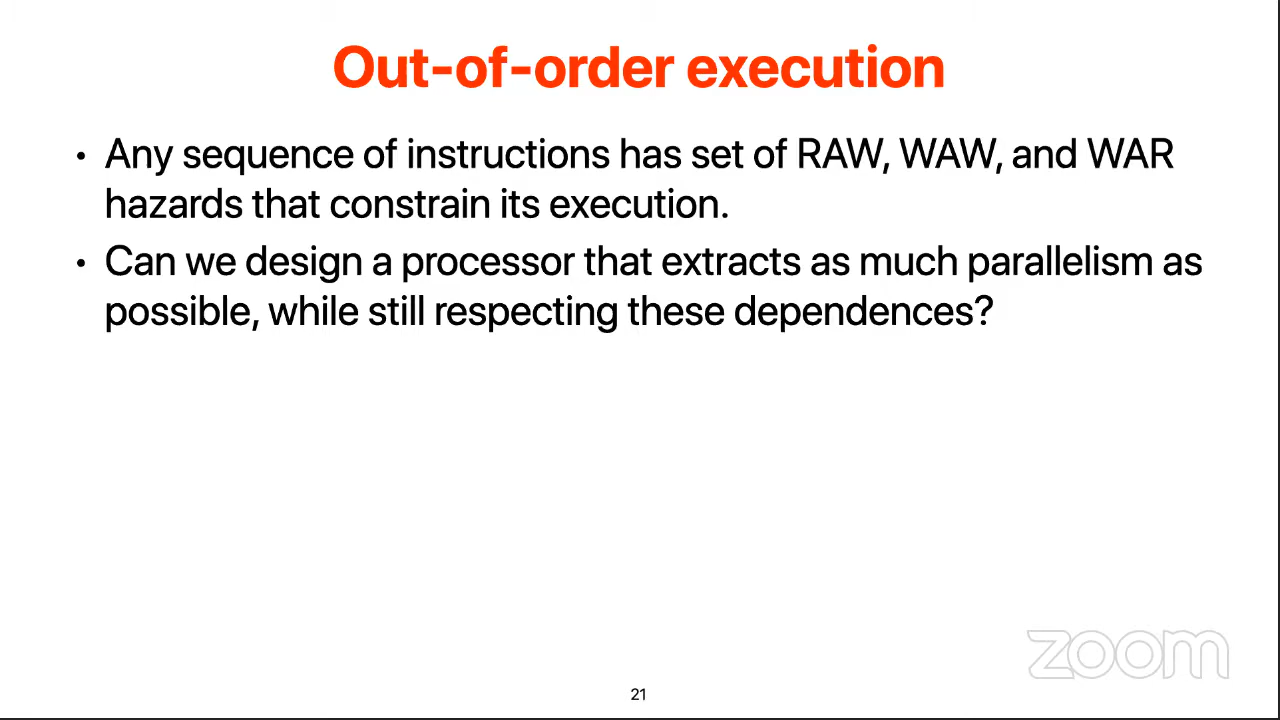 Out-of-order execution
• Any sequence of instructions has set of RAW, WAW, and WAR
hazards that constrain its execution.
• Can we design a processor that extracts as much parallelism as
possible, while still respecting these dependences?
zoom
21